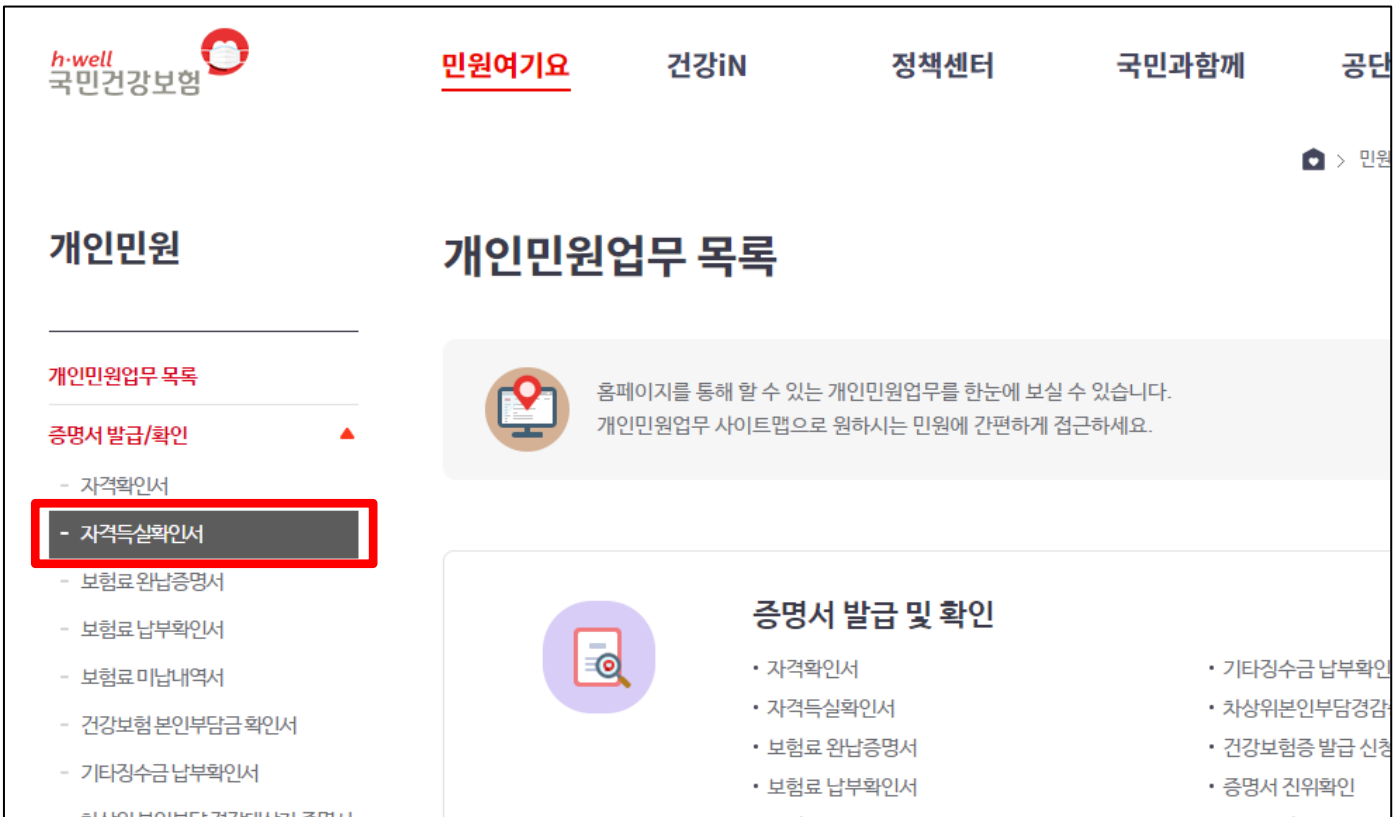 h·well
국민건강보험
민원여기요
건강iN
정책센터
국민과함께
공단
> 민원
개인민원
개인민원업무 목록
증명서 발급/확인
- 자격확인서
- 자격득실확인서
- 보험료 완납증명서
- 보험료 납부확인서
- 보험료 미납내역서
- 건강보험 본인부담금 확인서
- 기타징수금 납부확인서
개인민원업무 목록
홈페이지를 통해 할 수 있는 개인민원업무를 한눈에 보실 수 있습니다.
개인민원업무 사이트맵으로 원하시는 민원에 간편하게 접근하세요.
증명서 발급 및 확인
• 자격확인서
• 자격득실확인서
• 보험료 완납증명서
• 보험료 납부확인서
• 기타징수금 납부확인
• 차상위본인부담경감
• 건강보험증 발급 신청
• 증명서 진위확인